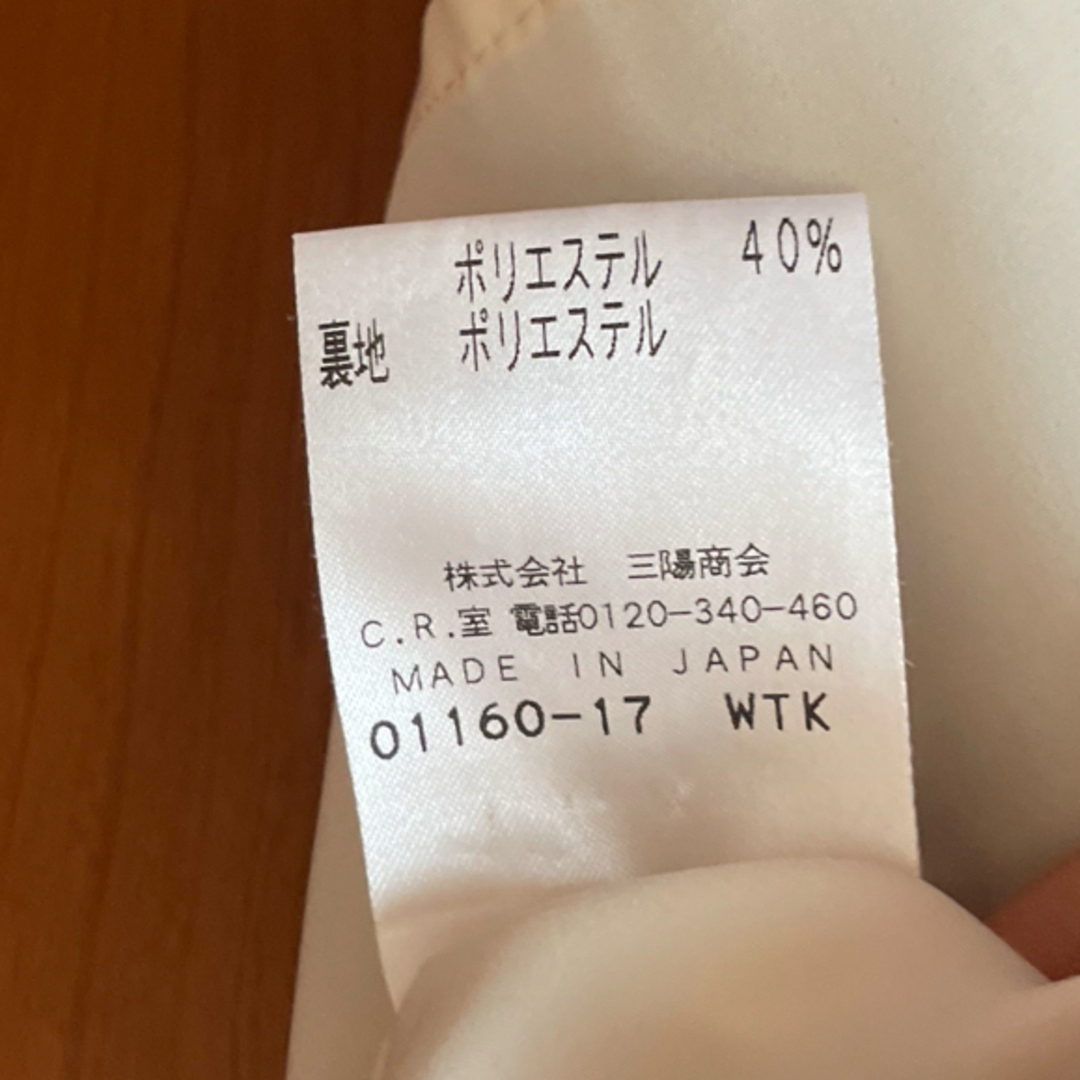 ポリエステル 40%
裏地 ポリエステル
株式会社 三陽商会
C.R.室 電話0120-340-460
MADE IN JAPAN
01160-17 WTK